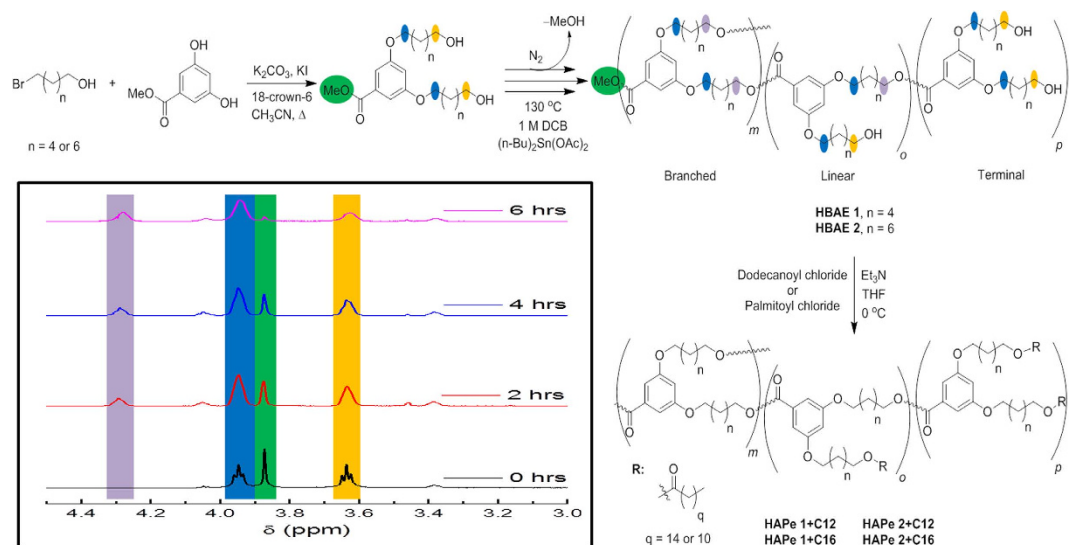 Br
n
OH
+
MeO
O
OH
OH
n = 4 or 6
K2CO3, KI
18-crown-6
CH3CN, Δ
MeO
O
O
n
OH
O
n
OH
−MeOH
N2
130 °C
1 M DCB
(n-Bu)2Sn(OAc)2
MeO
O
O
n
O
O
n
O
m
O
O
n
O
O
n
OH
o
O
O
n
OH
O
n
OH
p
Branched
Linear
Terminal
HBAE 1, n = 4
HBAE 2, n = 6
Dodecanoyl chloride
or
Palmitoyl chloride
Et3N
THF
0 °C
6 hrs
4 hrs
2 hrs
0 hrs
4.4
4.2
4.0
3.8
3.6
3.4
3.2
3.0
δ (ppm)
O
O
n
O
O
n
O
m
O
O
n
O
O
n
O-R
o
O
O
n
O-R
O
n
O-R
p
R:
O
q
q = 14 or 10
HAPe 1+C12
HAPe 2+C12
HAPe 1+C16
HAPe 2+C16